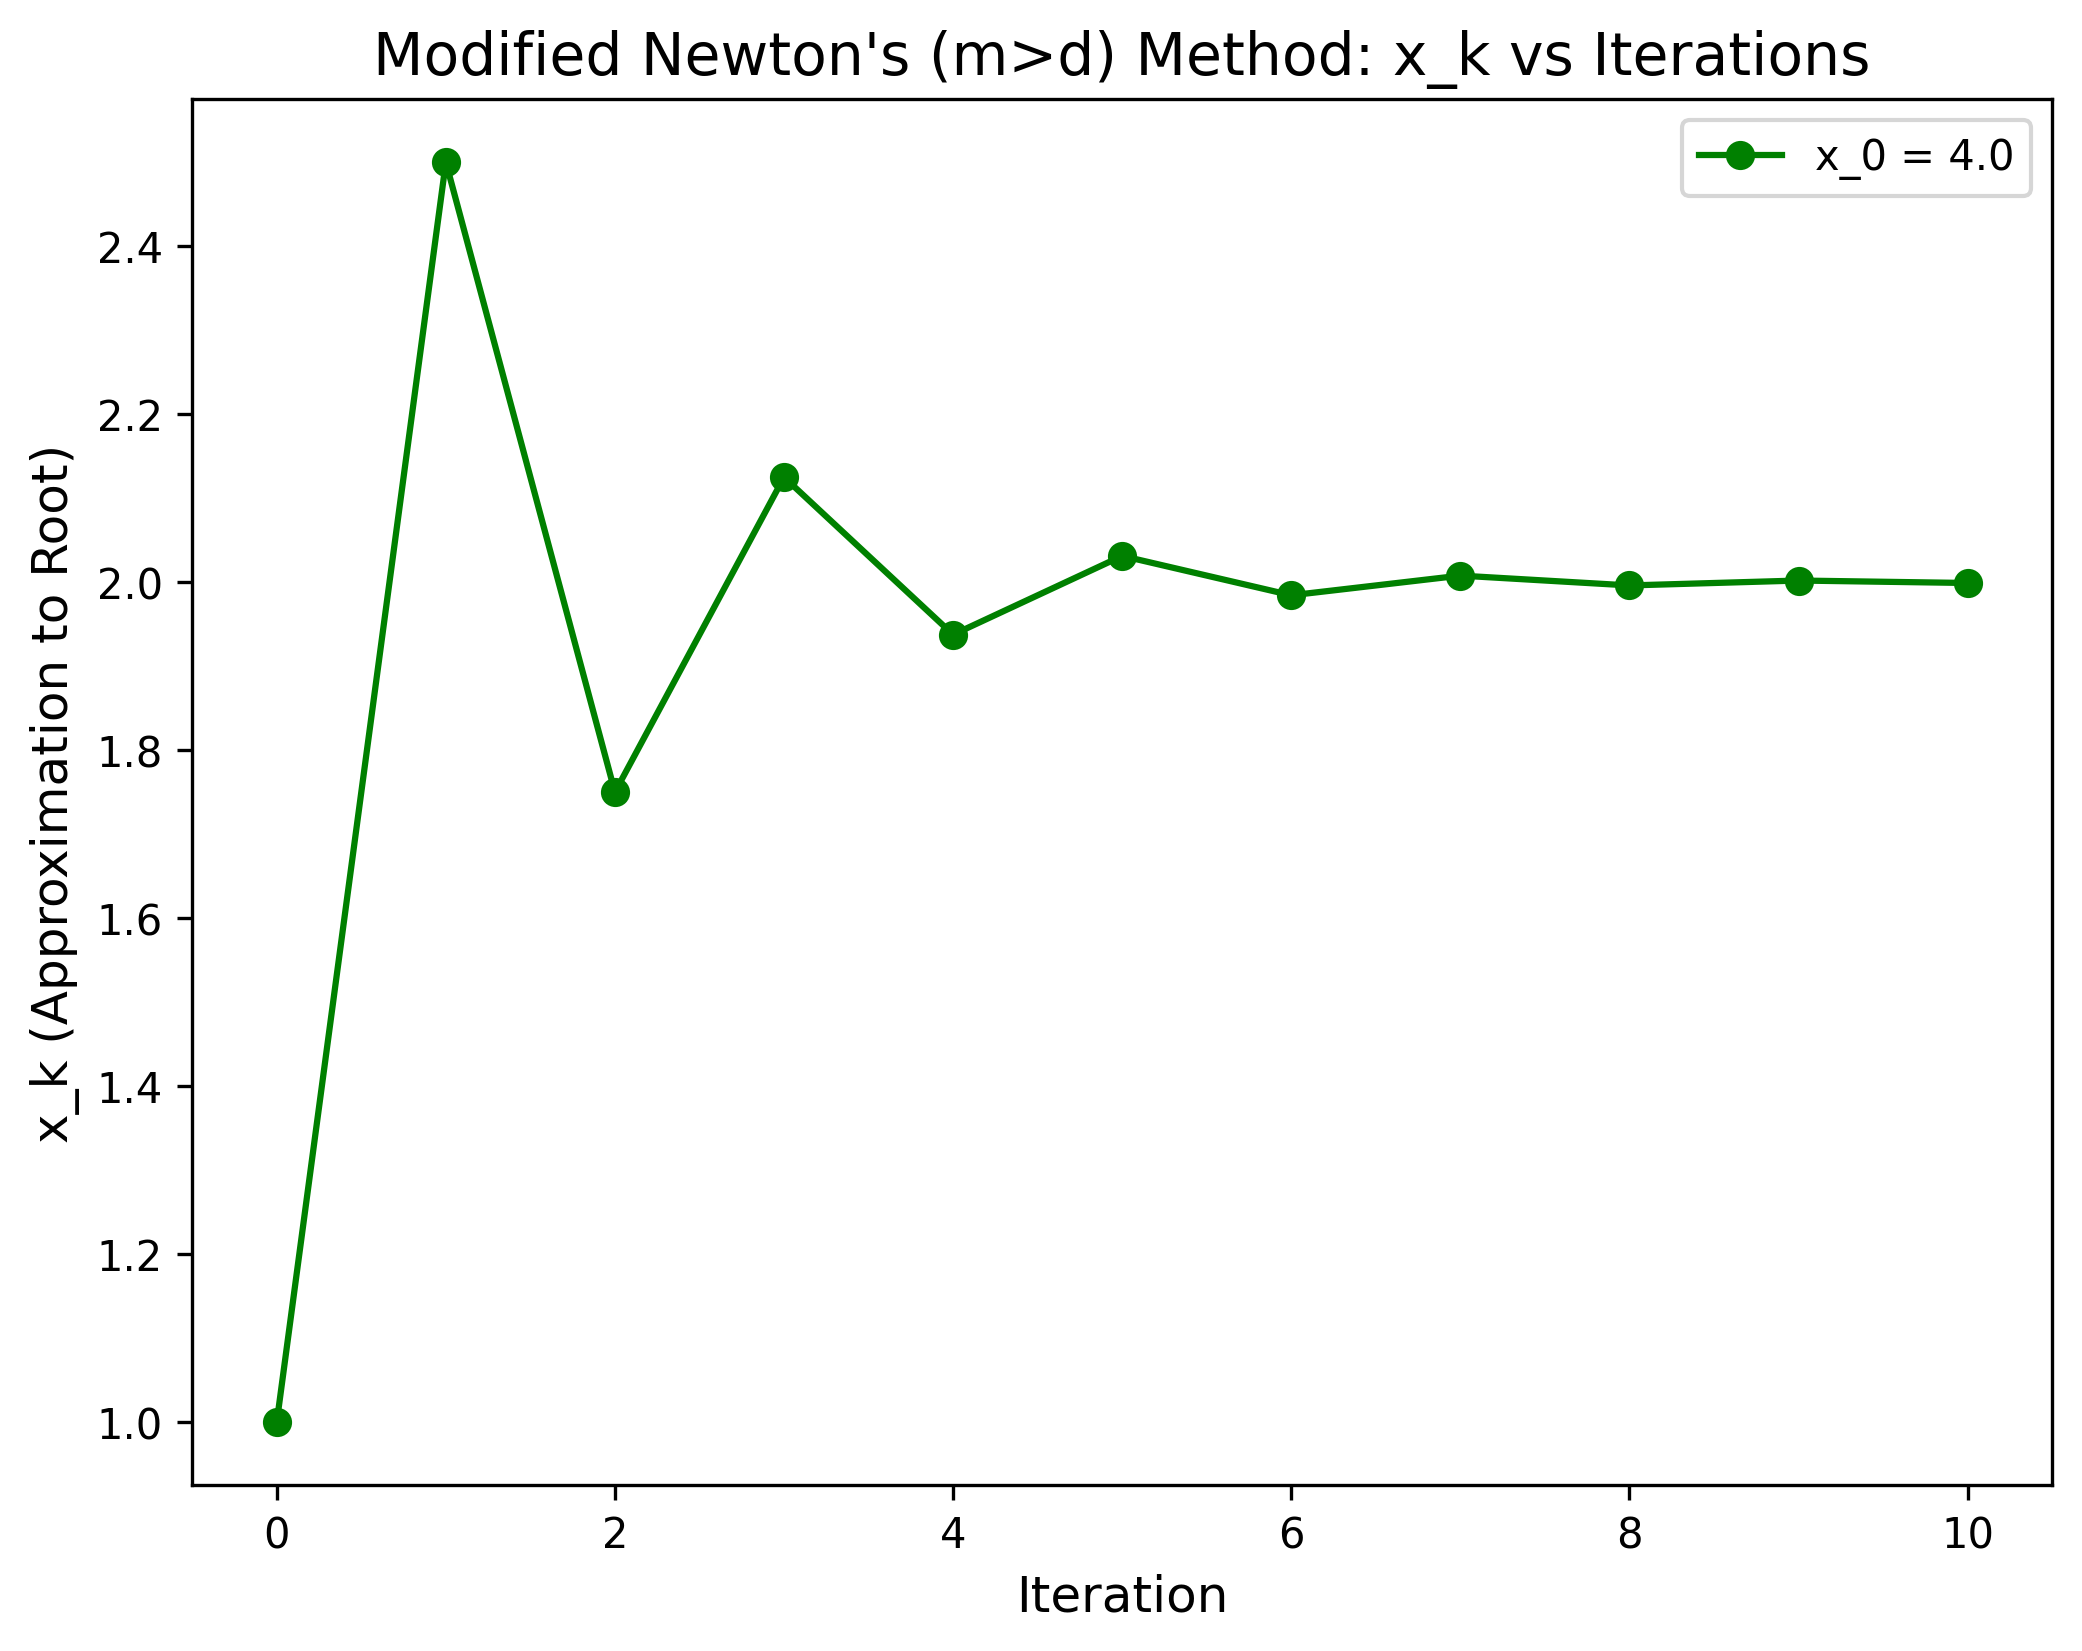 Modified Newton's (m>d) Method: x_k vs Iterations
x_0 = 4.0
x_k (Approximation to Root)
2.4
2.2
2.0
1.8
1.6
1.4
1.2
1.0
0 2 4 6 8 10
Iteration